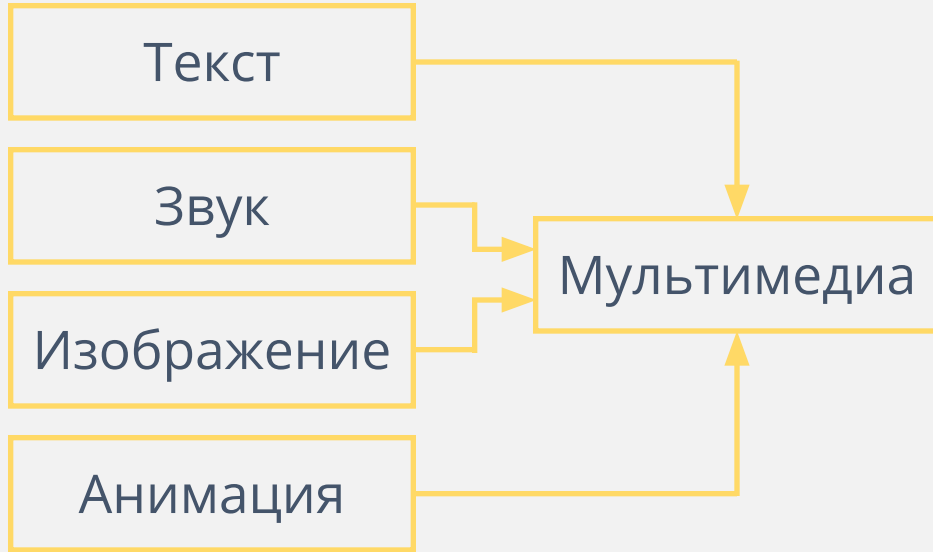 Текст
Звук
Изображение
Анимация
Мультимедиа